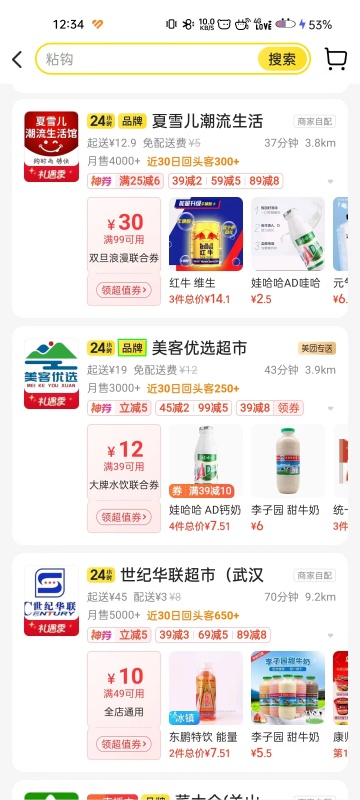 12:34
10.0 KB/S
4G
LOVE
53%
粘钩
搜索
夏雪儿
潮流生活馆
购时尚 够快
礼遇季
24小时
品牌
夏雪儿潮流生活
商家自配
起送¥12.9 免配送费¥5
37分钟 3.8km
月售4000+ 近30日回头客300+
神券 满25减6
39减2 59减5 89减8
¥30
满99可用
双旦浪漫联合券
领超值券>
红牛 维生
3件总价¥14.1
娃哈哈AD哇哈
¥2.5
元气
¥6.
美客优选
MEI KE YOU XUAN
礼遇季
24小时
品牌
美客优选超市
美团专送
起送¥19 免配送费¥12
43分钟 3.9km
月售3000+ 近30日回头客250+
神券 立减5
45减2 99减5
39减8 领券
¥12
满39可用
大牌水饮联合券
领超值券>
券 满39减10
娃哈哈 AD钙奶
4件总价¥7.51
李子园 甜牛奶
¥6
统一
3件
世纪华联
礼遇季
24小时
世纪华联超市（武汉
商家自配
起送¥45 配送¥3 ¥8
70分钟 9.2km
月售5000+ 近30日回头客650+
神券 立减5
39减3 69减5 89减8
¥10
满49可用
全店通用
领超值券>
冰镇
东鹏特饮 能量
2件总价¥7.51
李子园甜牛奶
李子园 甜牛奶
¥5.5
康师
第1